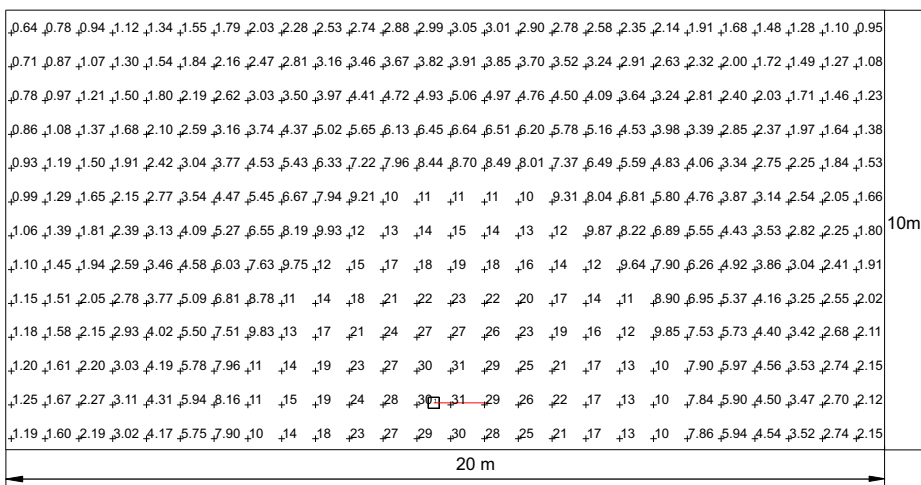 0.64 0.78 0.94 1.12 1.34 1.55 1.79 2.03 2.28 2.53 2.74 2.88 2.99 3.05 3.01 2.90 2.78 2.58 2.35 2.14 1.91 1.68 1.48 1.28 1.10 0.95
0.71 0.87 1.07 1.30 1.54 1.84 2.16 2.47 2.81 3.16 3.46 3.67 3.82 3.91 3.85 3.70 3.52 3.24 2.91 2.63 2.32 2.00 1.72 1.49 1.27 1.08
0.78 0.97 1.21 1.50 1.80 2.19 2.62 3.03 3.50 3.97 4.41 4.72 4.93 5.06 4.97 4.76 4.50 4.09 3.64 3.24 2.81 2.40 2.03 1.71 1.46 1.23
0.86 1.08 1.37 1.68 2.10 2.59 3.16 3.74 4.37 5.02 5.65 6.13 6.45 6.64 6.51 6.20 5.78 5.16 4.53 3.98 3.39 2.85 2.37 1.97 1.64 1.38
0.93 1.19 1.50 1.91 2.42 3.04 3.77 4.53 5.43 6.33 7.22 7.96 8.44 8.70 8.49 8.01 7.37 6.49 5.59 4.83 4.06 3.34 2.75 2.25 1.84 1.53
0.99 1.29 1.65 2.15 2.77 3.54 4.47 5.45 6.67 7.94 9.21 10 11 11 11 10 9.31 8.04 6.81 5.80 4.76 3.87 3.14 2.54 2.05 1.66
10m
1.06 1.39 1.81 2.39 3.13 4.09 5.27 6.55 8.19 9.93 12 13 14 15 14 13 12 9.87 8.22 6.89 5.55 4.43 3.53 2.82 2.25 1.80
1.10 1.45 1.94 2.59 3.46 4.58 6.03 7.63 9.75 12 15 17 18 19 18 16 14 12 9.64 7.90 6.26 4.92 3.86 3.04 2.41 1.91
1.15 1.51 2.05 2.78 3.77 5.09 6.81 8.78 11 14 18 21 22 23 22 20 17 14 11 8.90 6.95 5.37 4.16 3.25 2.55 2.02
1.18 1.58 2.15 2.93 4.02 5.50 7.51 9.83 13 17 21 24 27 27 26 23 19 16 12 9.85 7.53 5.73 4.40 3.42 2.68 2.11
1.20 1.61 2.20 3.03 4.19 5.78 7.96 11 14 19 23 27 30 31 29 25 21 17 13 10 7.90 5.97 4.56 3.53 2.74 2.15
1.25 1.67 2.27 3.11 4.31 5.94 8.16 11 15 19 24 28 30 31 29 26 22 17 13 10 7.84 5.90 4.50 3.47 2.70 2.12
1.19 1.60 2.19 3.02 4.17 5.75 7.90 10 14 18 23 27 29 30 28 25 21 17 13 10 7.86 5.94 4.54 3.52 2.74 2.15
20 m